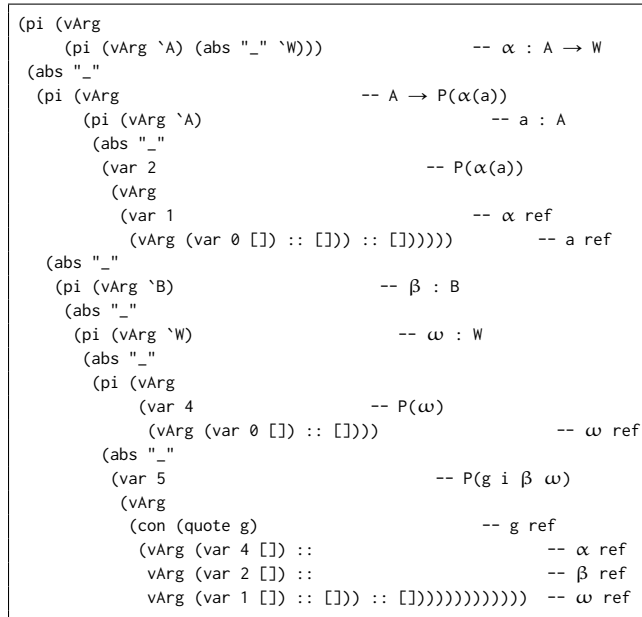 (pi (vArg
(pi (vArg `A) (abs "_" `W))) -- α : A → W
(abs "_"
(pi (vArg -- A → P(α(a))
(pi (vArg `A) -- a : A
(abs "_"
(var 2 -- P(α(a))
(vArg
(var 1 -- α ref
(vArg (var 0 []) :: [])) :: [])))))) -- a ref
(abs "_"
(pi (vArg `B) -- β : B
(abs "_"
(pi (vArg `W) -- ω : W
(abs "_"
(pi (vArg
(var 4 -- P(ω)
(vArg (var 0 []) :: []))) -- ω ref
(abs "_"
(var 5 -- P(g i β ω)
(vArg
(con (quote g) -- g ref
(vArg (var 4 []) :: -- α ref
vArg (var 2 []) :: -- β ref
vArg (var 1 []) :: [])) :: [])))))))))))) -- ω ref